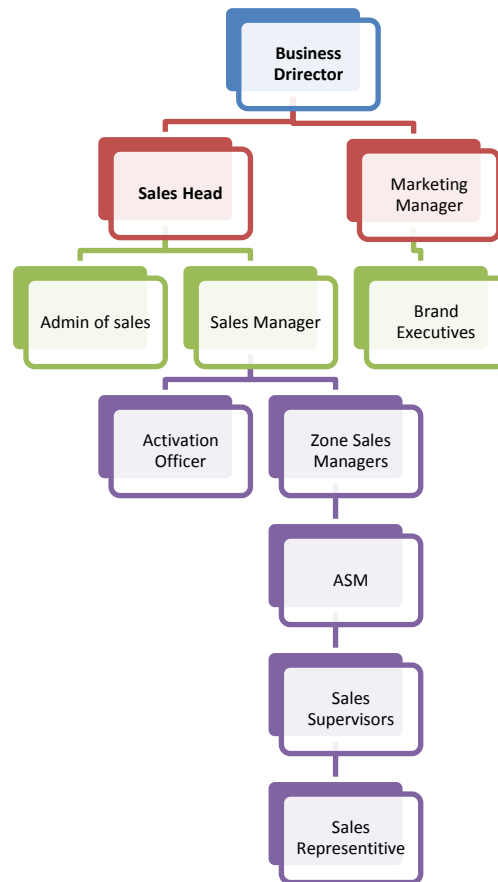 Business
Drirector
Sales Head
Marketing
Manager
Admin of sales
Sales Manager
Brand
Executives
Activation
Officer
Zone Sales
Managers
ASM
Sales
Supervisors
Sales
Representitive